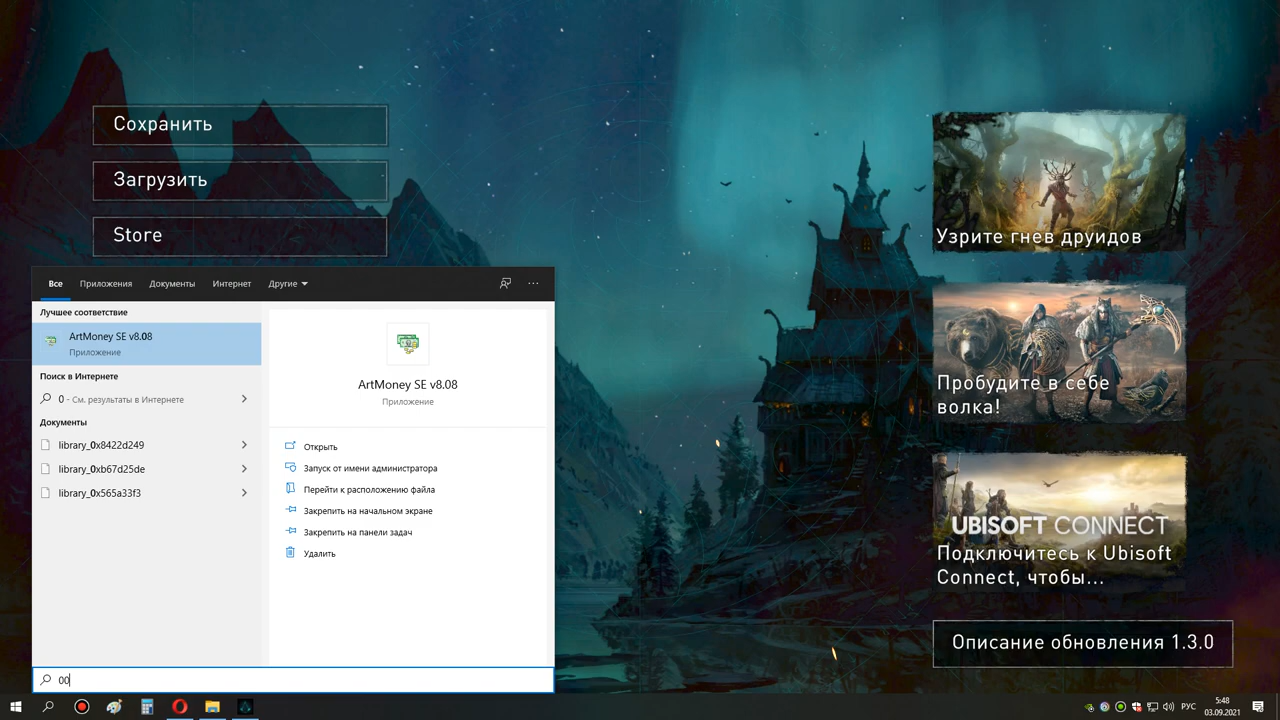 Сохранить
Загрузить
Store
Все Приложения Документы Интернет Другие
Лучшее соответствие
ArtMoney SE v8.08
Приложение
Поиск в Интернете
0 - См. результаты в Интернете
Документы
library_0x8422d249
library_0xb67d25de
library_0x565a33f3
ArtMoney SE v8.08
Приложение
Открыть
Запуск от имени администратора
Перейти к расположению файла
Закрепить на начальном экране
Закрепить на панели задач
Удалить
00
Узрите гнев друидов
Пробудите в себе
волка!
UBISOFT CONNECT
Подключитесь к Ubisoft
Connect, чтобы...
Описание обновления 1.3.0
РУС
5:48
03.09.2021